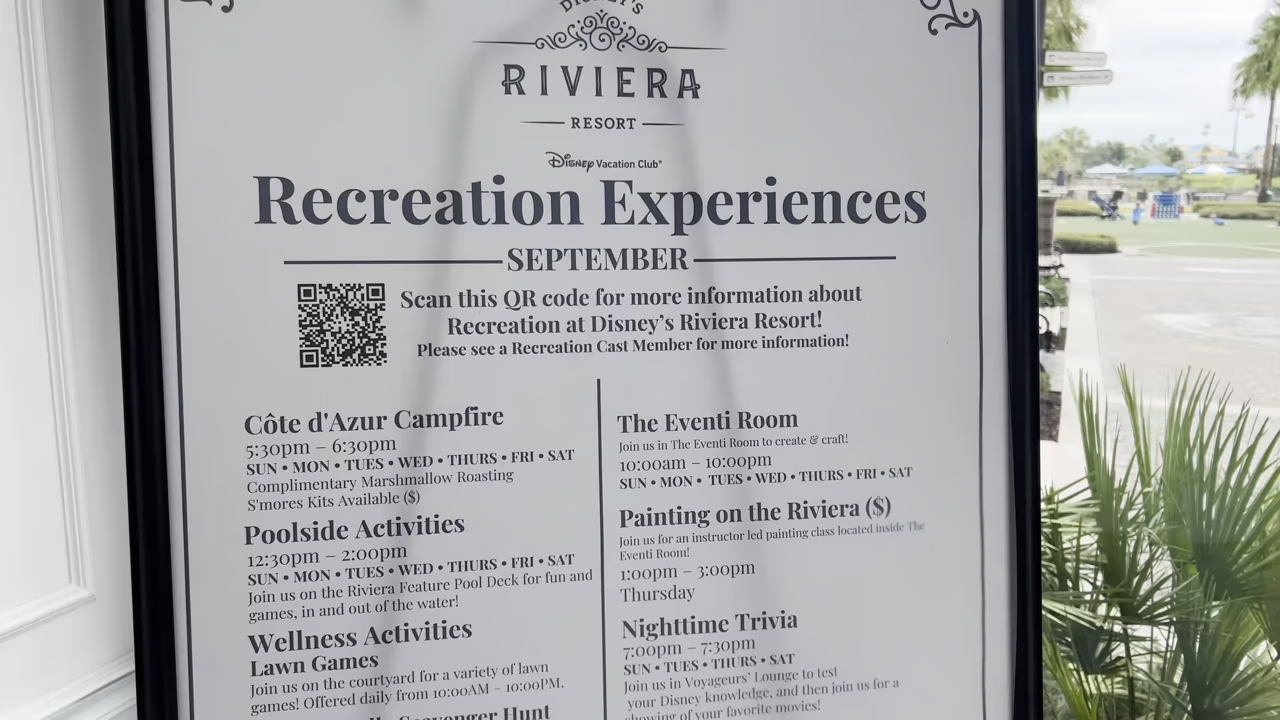 DISNEY'S
RIVIERA
RESORT
Disney Vacation Club®
Recreation Experiences
SEPTEMBER
Scan this QR code for more information about
Recreation at Disney's Riviera Resort!
Please see a Recreation Cast Member for more information!
Côte d'Azur Campfire
5:30pm – 6:30pm
SUN • MON • TUES • WED • THURS • FRI • SAT
Complimentary Marshmallow Roasting
S'mores Kits Available ($)
Poolside Activities
12:30pm – 2:00pm
SUN • MON • TUES • WED • THURS • FRI • SAT
Join us on the Riviera Feature Pool Deck for fun and
games, in and out of the water!
Wellness Activities
Lawn Games
Join us on the courtyard for a variety of lawn
games! Offered daily from 10:00AM – 10:00PM.
Scavenger Hunt
The Eventi Room
Join us in The Eventi Room to create & craft!
10:00am – 10:00pm
SUN • MON • TUES • WED • THURS • FRI • SAT
Painting on the Riviera ($)
Join us for an instructor led painting class located inside The
Eventi Room!
1:00pm – 3:00pm
Thursday
Nighttime Trivia
7:00pm – 7:30pm
SUN • TUES • THURS • SAT
Join us in Voyageurs' Lounge to test
your Disney knowledge, and then join us for a
showing of your favorite movies!